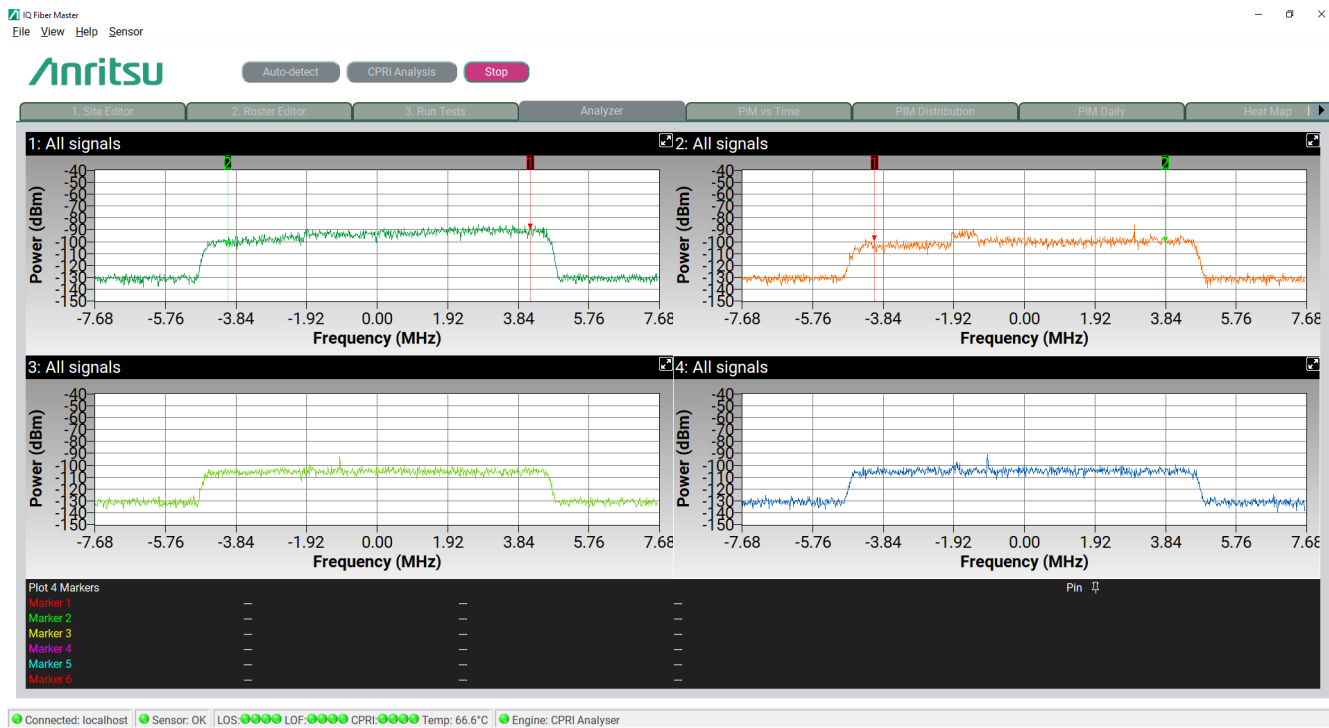 IQ Fiber Master
File View Help Sensor
Anritsu
Auto-detect CPRI Analysis Stop
1. Site Editor 2. Roster Editor 3. Run Tests Analyzer PIM vs Time PIM Distribution PIM Daily Heat Map
1: All signals
2 1
Power (dBm)
-40
-50
-60
-70
-80
-90
-100
-110
-120
-130
-140
-150
-7.68 -5.76 -3.84 -1.92 0.00 1.92 3.84 5.76 7.68
Frequency (MHz)
2: All signals
1 2
Power (dBm)
-40
-50
-60
-70
-80
-90
-100
-110
-120
-130
-140
-150
-7.68 -5.76 -3.84 -1.92 0.00 1.92 3.84 5.76 7.68
Frequency (MHz)
3: All signals
Power (dBm)
-40
-50
-60
-70
-80
-90
-100
-110
-120
-130
-140
-150
-7.68 -5.76 -3.84 -1.92 0.00 1.92 3.84 5.76 7.68
Frequency (MHz)
4: All signals
Power (dBm)
-40
-50
-60
-70
-80
-90
-100
-110
-120
-130
-140
-150
-7.68 -5.76 -3.84 -1.92 0.00 1.92 3.84 5.76 7.68
Frequency (MHz)
Plot 4 Markers Pin
Marker 1 --- --- ---
Marker 2 --- --- ---
Marker 3 --- --- ---
Marker 4 --- --- ---
Marker 5 --- --- ---
Marker 6 --- --- ---
Connected: localhost Sensor: OK LOS: LOF: CPRI: Temp: 66.6°C Engine: CPRI Analyser